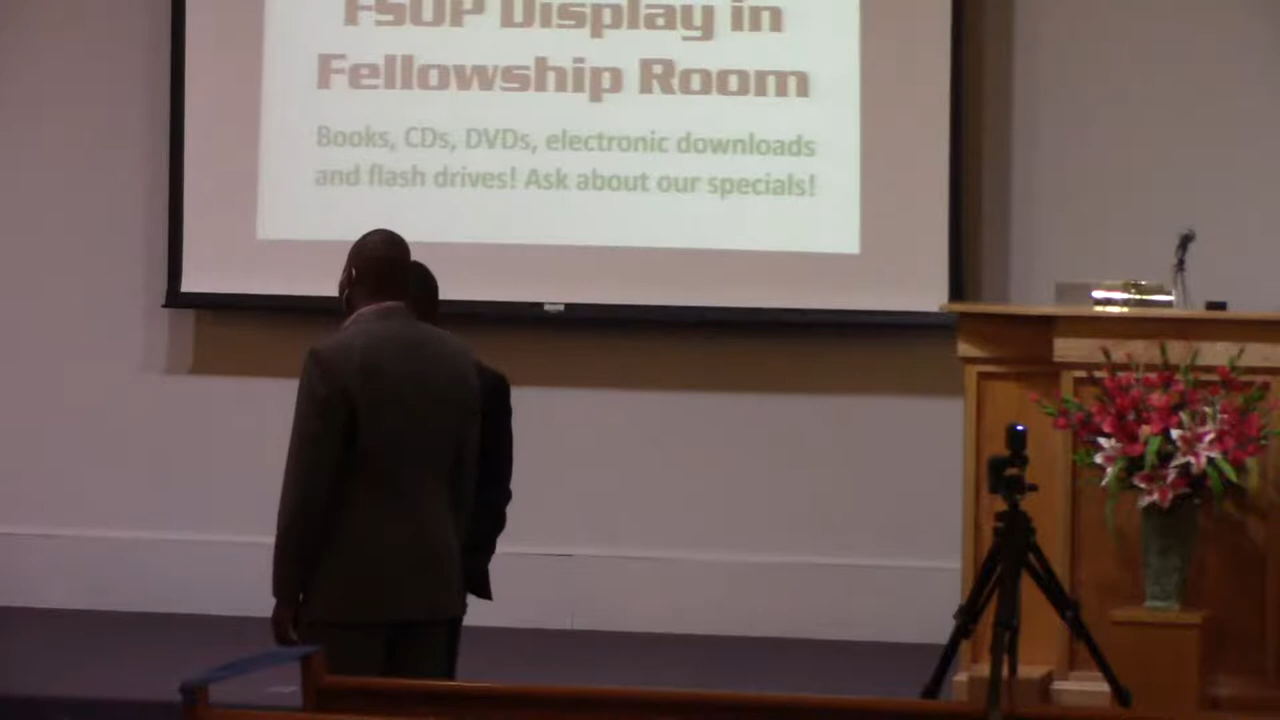 FSOP Display in
Fellowship Room
Books, CDs, DVDs, electronic downloads
and flash drives! Ask about our specials!